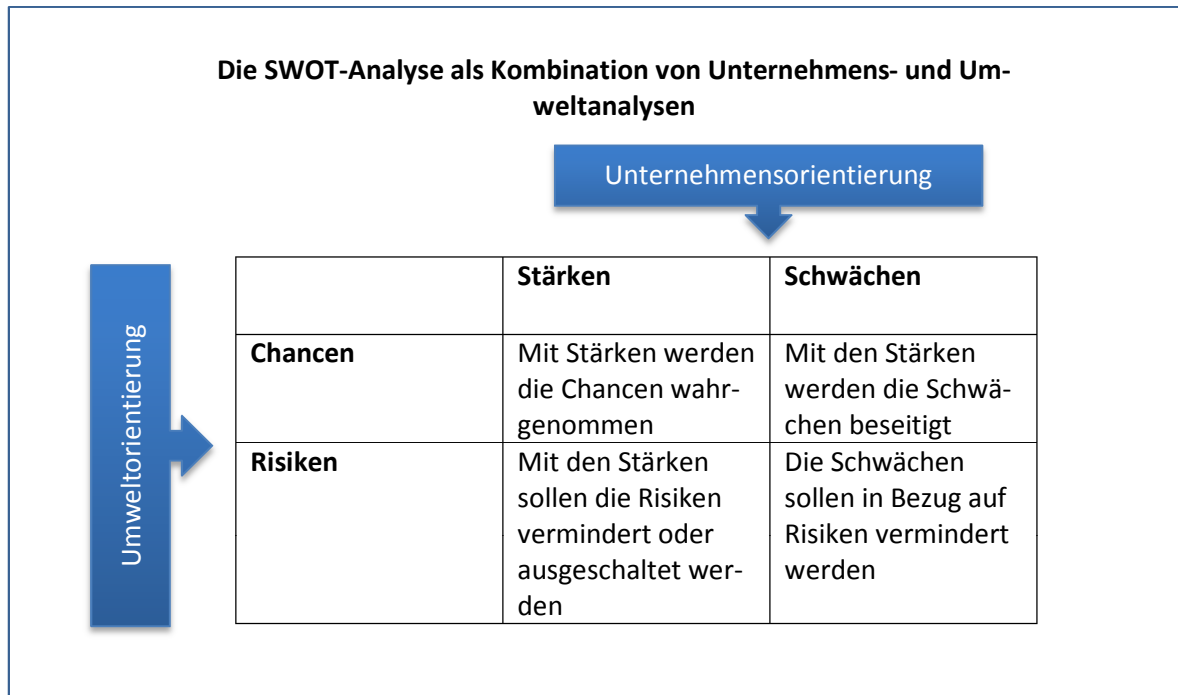 Die SWOT-Analyse als Kombination von Unternehmens- und Um-
weltanalysen
Unternehmensorientierung
Umweltorientierung
Stärken
Schwächen
Chancen
Mit Stärken werden
die Chancen wahr-
genommen
Mit den Stärken
werden die Schwä-
chen beseitigt
Risiken
Mit den Stärken
sollen die Risiken
vermindert oder
ausgeschaltet wer-
den
Die Schwächen
sollen in Bezug auf
Risiken vermindert
werden